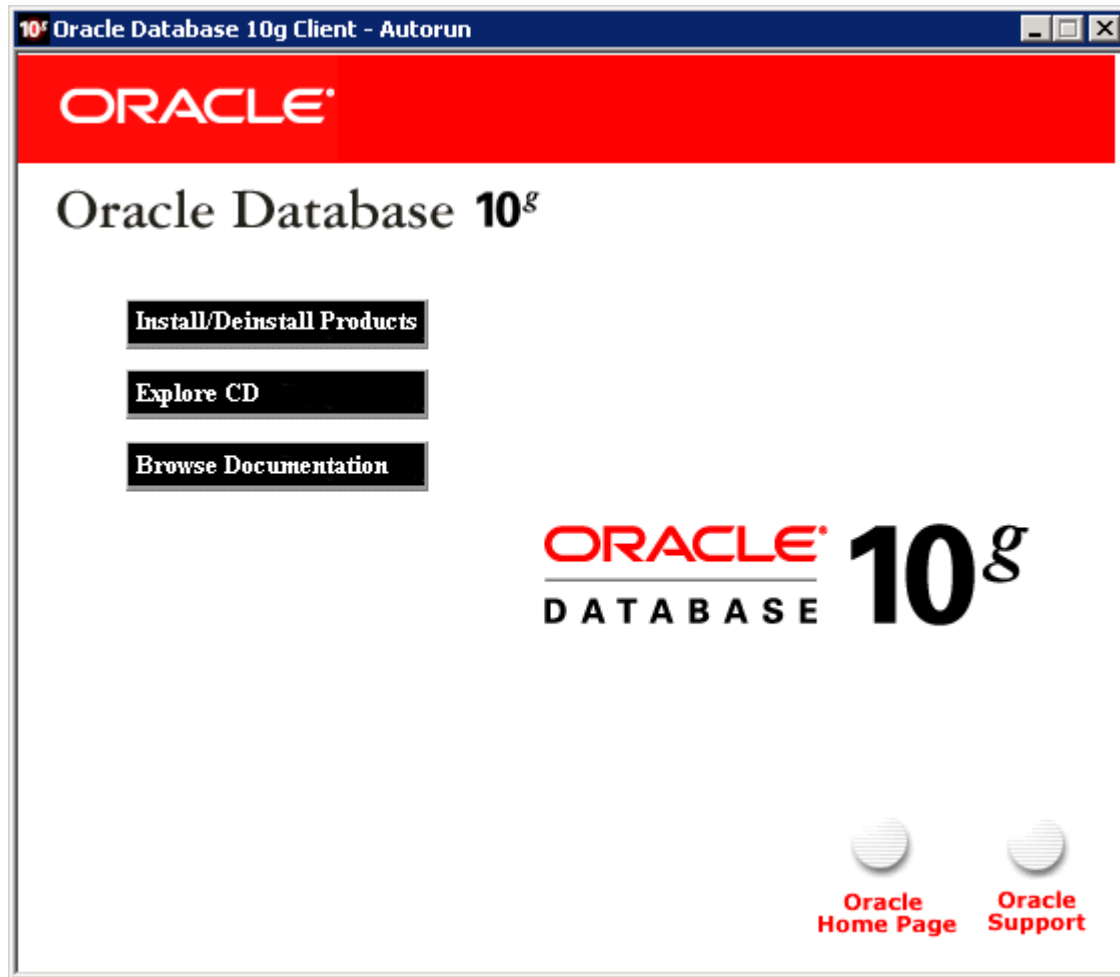 10g Oracle Database 10g Client - Autorun
ORACLE®
Oracle Database 10g
Install/Deinstall Products
Explore CD
Browse Documentation
ORACLE® 10g
DATABASE
Oracle Home Page
Oracle Support